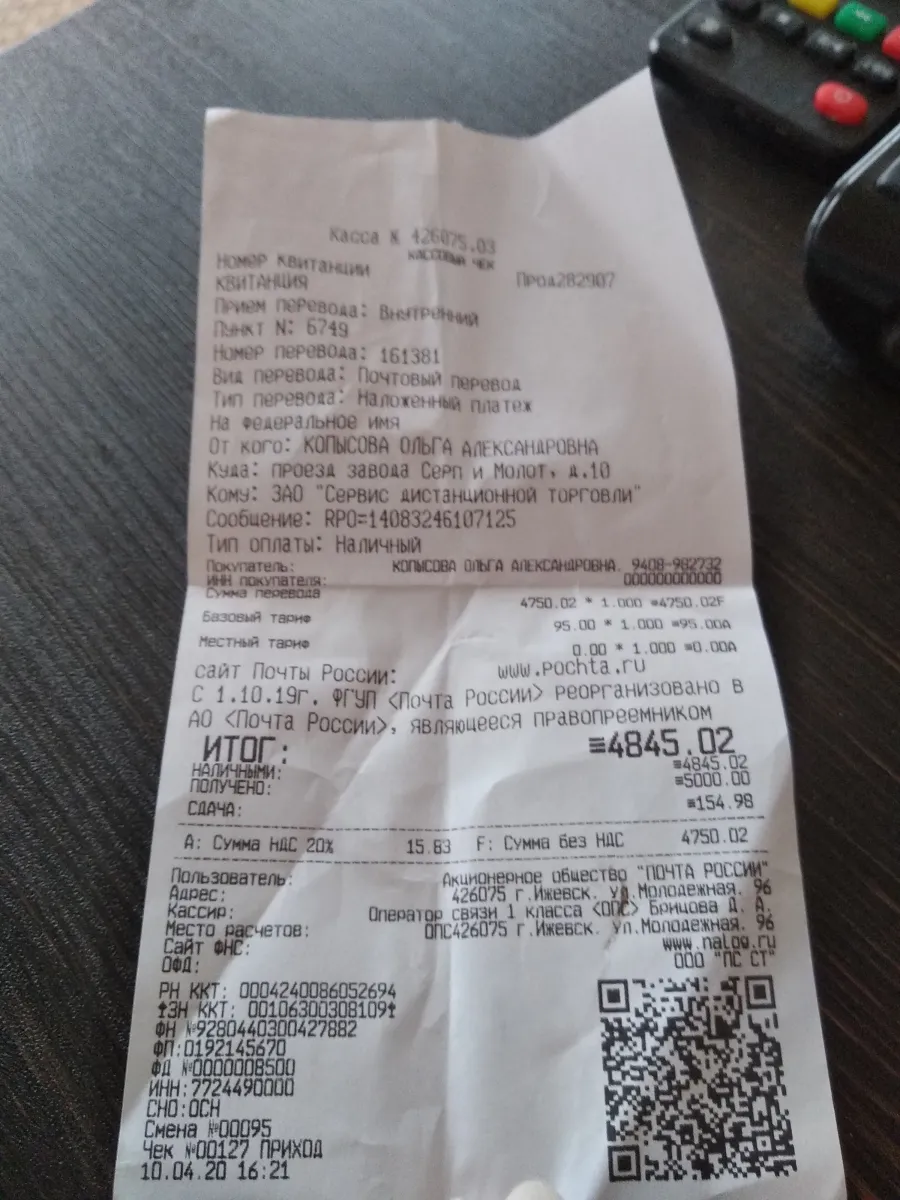 Касса N 426075.03
КАССОВЫЙ ЧЕК
Номер квитанции Прод282907
КВИТАНЦИЯ
Прием перевода: Внутренний
Пункт N: 6749
Номер перевода: 161381
Вид перевода: Почтовый перевод
Тип перевода: Наложенный платеж
На федеральное имя
От кого: КОПЫСОВА ОЛЬГА АЛЕКСАНДРОВНА
Куда: проезд завода Серп и Молот, д.10
Кому: ЗАО "Сервис дистанционной торговли"
Сообщение: RPO=14083246107125
Тип оплаты: Наличный
Покупатель: КОПЫСОВА ОЛЬГА АЛЕКСАНДРОВНА. 9408-982732
ИНН покупателя: 000000000000
Сумма перевода 4750.02 * 1.000 =4750.02F
Базовый тариф 95.00 * 1.000 =95.00A
Местный тариф 0.00 * 1.000 =0.00A
сайт Почты России: www.pochta.ru
С 1.10.19г. ФГУП <Почта России> реорганизовано в
АО <Почта России>, являющееся правопреемником
ИТОГ: ≡4845.02
НАЛИЧНЫМИ: ≡4845.02
ПОЛУЧЕНО: ≡5000.00
СДАЧА: ≡154.98
A: Сумма НДС 20% 15.83 F: Сумма без НДС 4750.02
Пользователь: Акционерное общество "ПОЧТА РОССИИ"
Адрес: 426075 г.Ижевск. Ул.Молодежная. 96
Кассир: Оператор связи 1 класса <ОПС> Брицова Д. А.
Место расчетов: ОПС426075 г.Ижевск. Ул.Молодежная. 96
Сайт ФНС: www.nalog.ru
ОФД: ООО "ПС СТ"
РН ККТ: 0004240086052694
ЗН ККТ: 00106300308109
ФН №9280440300427882
ФП:0192145670
ФД №0000008500
ИНН:7724490000
СНО:ОСН
Смена №00095
Чек №00127 ПРИХОД
10.04.20 16:21